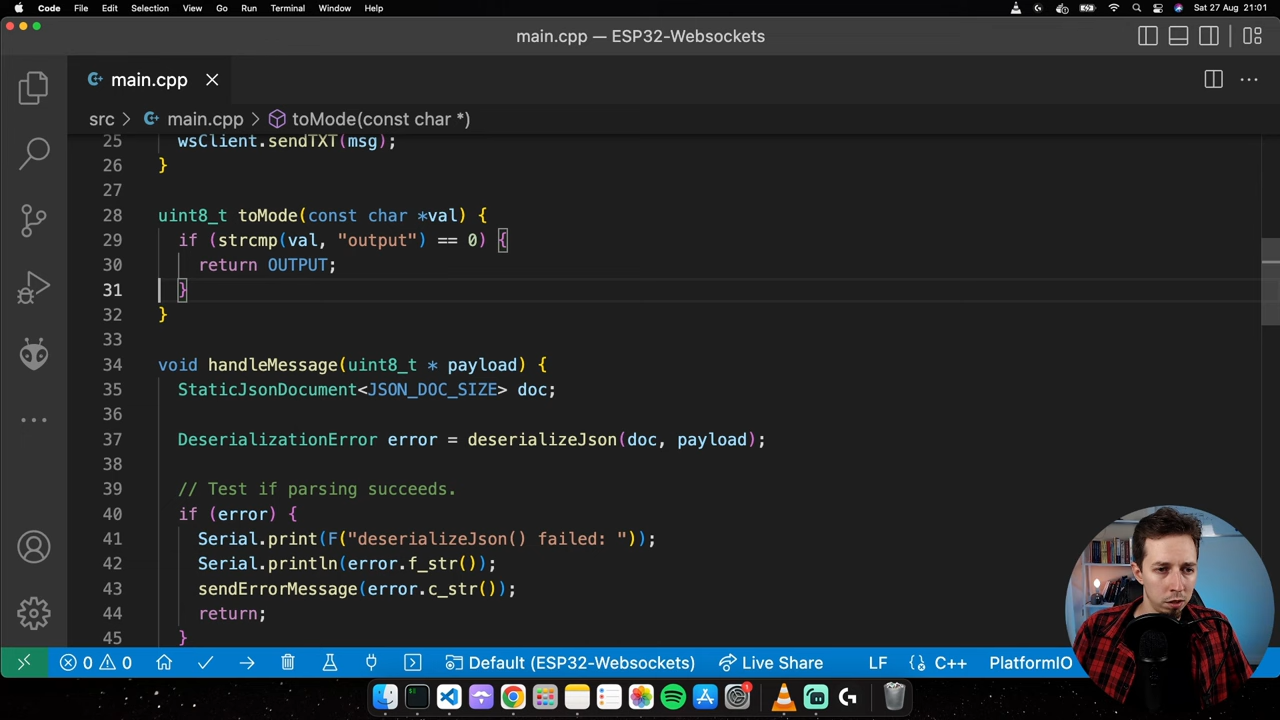 Code File Edit Selection View Go Run Terminal Window Help Sat 27 Aug 21:01
main.cpp — ESP32-Websockets
main.cpp
src > main.cpp > toMode(const char *)
25 wsClient.sendTXT(msg);
26 }
27
28 uint8_t toMode(const char *val) {
29 if (strcmp(val, "output") == 0) {
30 return OUTPUT;
31 }
32 }
33
34 void handleMessage(uint8_t * payload) {
35 StaticJsonDocument<JSON_DOC_SIZE> doc;
36
37 DeserializationError error = deserializeJson(doc, payload);
38
39 // Test if parsing succeeds.
40 if (error) {
41 Serial.print(F("deserializeJson() failed: "));
42 Serial.println(error.f_str());
43 sendErrorMessage(error.c_str());
44 return;
45 }
0 0 Default (ESP32-Websockets) Live Share LF {} C++ PlatformIO